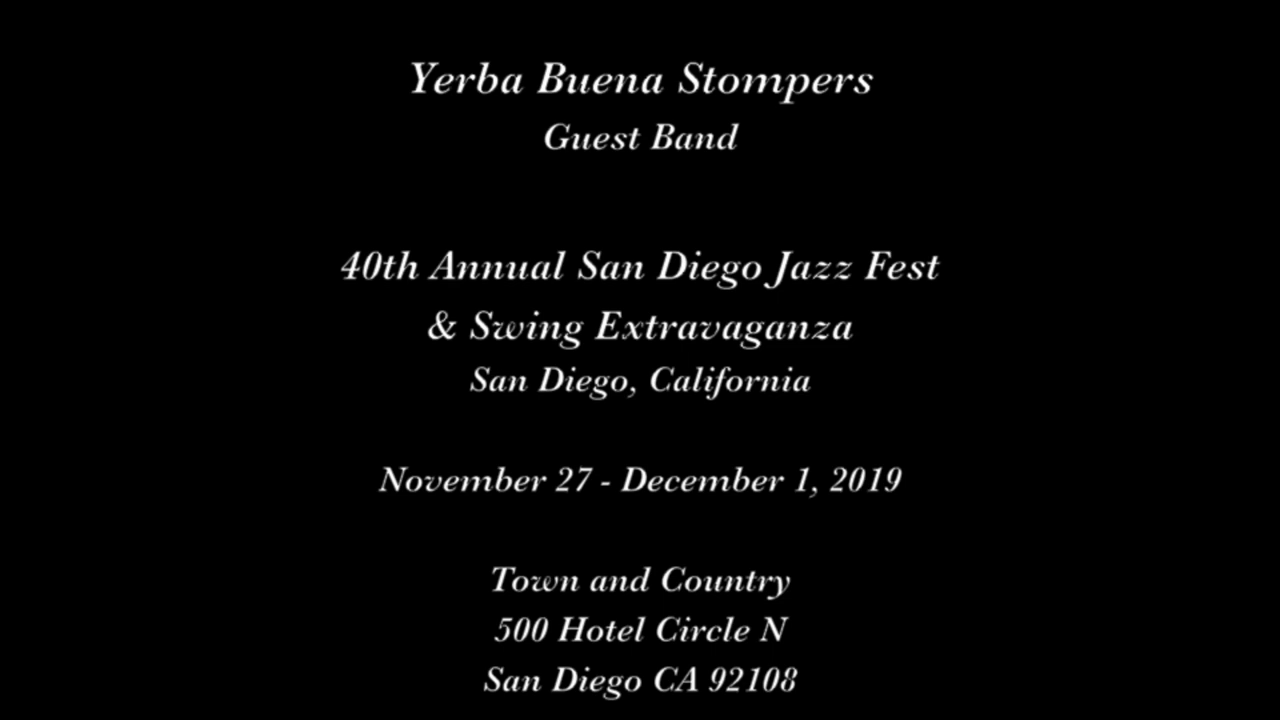 Yerba Buena Stompers
Guest Band
40th Annual San Diego Jazz Fest
& Swing Extravaganza
San Diego, California
November 27 - December 1, 2019
Town and Country
500 Hotel Circle N
San Diego CA 92108